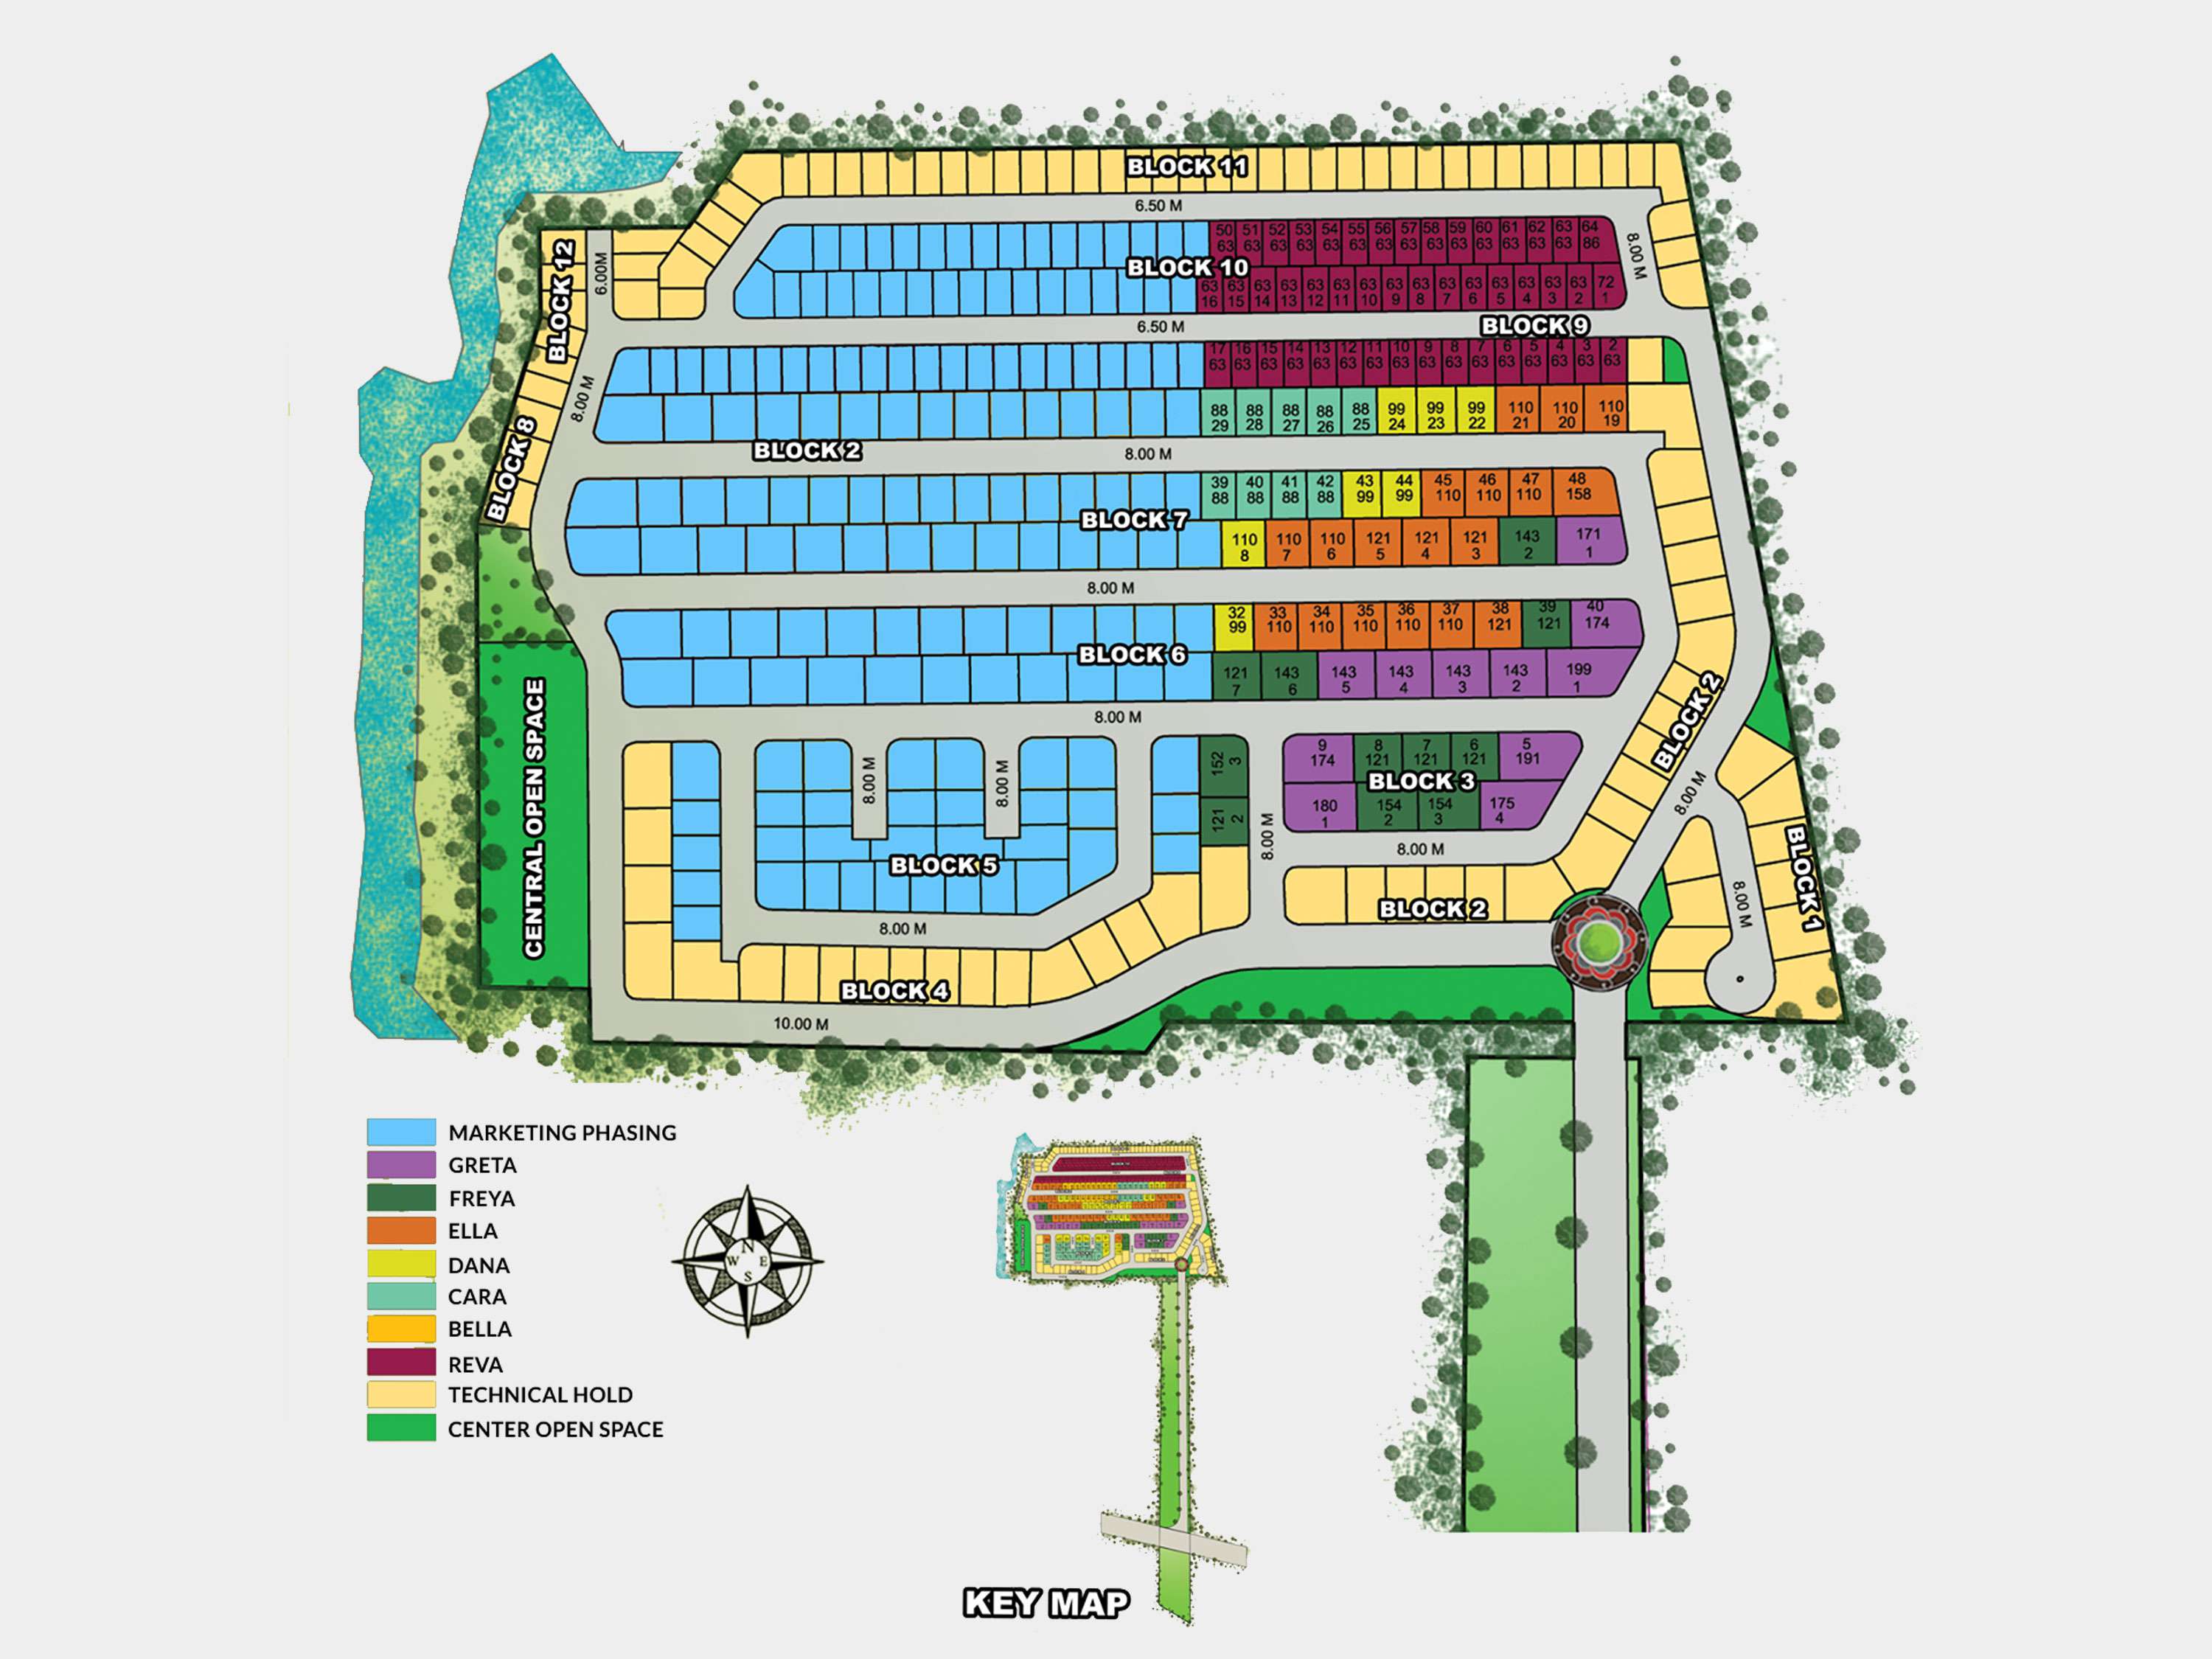 BLOCK 11
6.50 M
BLOCK 12
6.00M
50 51 52 53 54 55 56 57 58 59 60 61 62 63 64
63 63 63 63 63 63 63 63 63 63 63 63 63 63 86
8.00 M
BLOCK 10
63 63 63 63 63 63 63 63 63 63 63 63 63 63 63 72
16 15 14 13 12 11 10 9 8 7 6 5 4 3 2 1
6.50 M
BLOCK 9
17 16 15 14 13 12 11 10 9 8 7 6 5 4 3 2
63 63 63 63 63 63 63 63 63 63 63 63 63 63 63 63
8.00 M
88 88 88 88 88 99 99 99 110 110 110
29 28 27 26 25 24 23 22 21 20 19
BLOCK 8
BLOCK 2
8.00 M
39 40 41 42 43 44 45 46 47 48
88 88 88 88 99 99 110 110 110 158
BLOCK 7
110 110 110 121 121 121 143 171
8 7 6 5 4 3 2 1
8.00 M
32 33 34 35 36 37 38 39 40
99 110 110 110 110 110 121 121 174
BLOCK 6
121 143 143 143 143 143 199
7 6 5 4 3 2 1
8.00 M
BLOCK 2
CENTRAL OPEN SPACE
8.00 M
8.00 M
152
3
121
2
9 8 7 6 5
174 121 121 121 191
BLOCK 3
180 154 154 175
1 2 3 4
8.00 M
8.00 M
8.00 M
BLOCK 5
BLOCK 1
8.00 M
BLOCK 2
8.00 M
BLOCK 4
10.00 M
MARKETING PHASING
GRETA
FREYA
ELLA
DANA
CARA
BELLA
REVA
TECHNICAL HOLD
CENTER OPEN SPACE
N
W E
S
KEY MAP